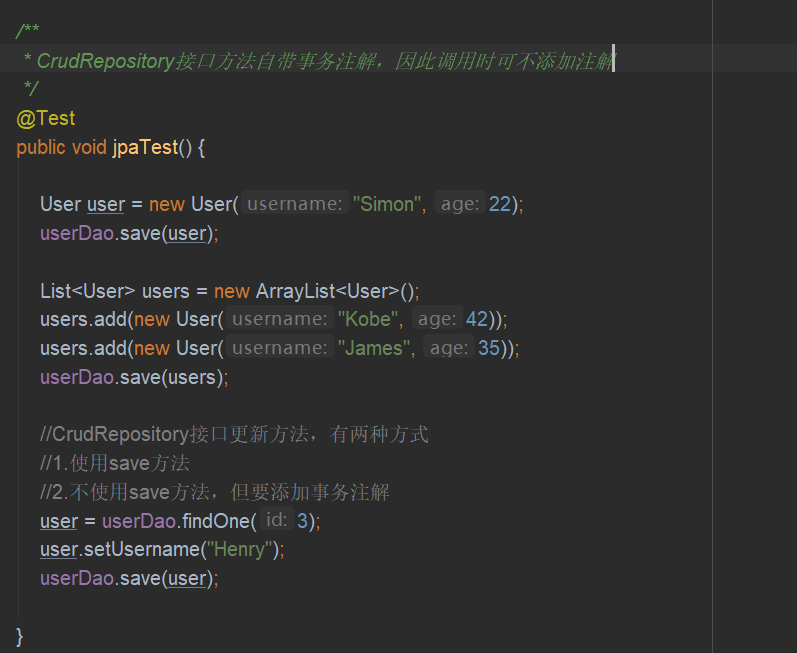 /**
* CrudRepository接口方法自带事务注解，因此调用时可不添加注解
*/
@Test
public void jpaTest() {
User user = new User( username: "Simon", age: 22);
userDao.save(user);
List<User> users = new ArrayList<User>();
users.add(new User( username: "Kobe", age: 42));
users.add(new User( username: "James", age: 35));
userDao.save(users);
//CrudRepository接口更新方法，有两种方式
//1.使用save方法
//2.不使用save方法，但要添加事务注解
user = userDao.findOne( id: 3);
user.setUsername("Henry");
userDao.save(user);
}